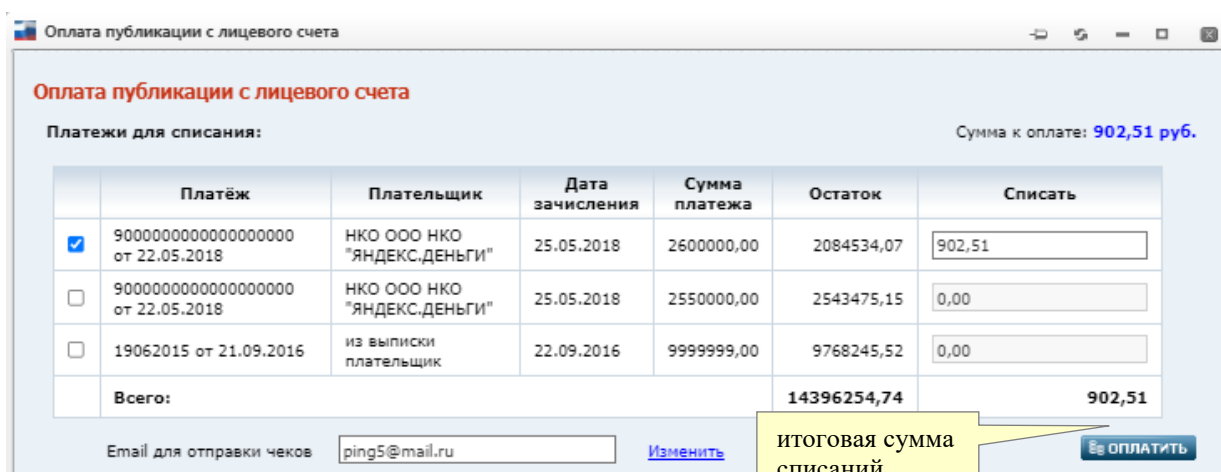 Оплата публикации с лицевого счета
Оплата публикации с лицевого счета
Платежи для списания:
Сумма к оплате: 902,51 руб.
Платёж Плательщик Дата зачисления Сумма платежа Остаток Списать
9000000000000000000 от 22.05.2018 НКО ООО НКО "ЯНДЕКС.ДЕНЬГИ" 25.05.2018 2600000,00 2084534,07 902,51
9000000000000000000 от 22.05.2018 НКО ООО НКО "ЯНДЕКС.ДЕНЬГИ" 25.05.2018 2550000,00 2543475,15 0,00
19062015 от 21.09.2016 из выписки плательщик 22.09.2016 9999999,00 9768245,52 0,00
Всего: 14396254,74 902,51
Email для отправки чеков ping5@mail.ru Изменить
итоговая сумма
списаний
ОПЛАТИТЬ